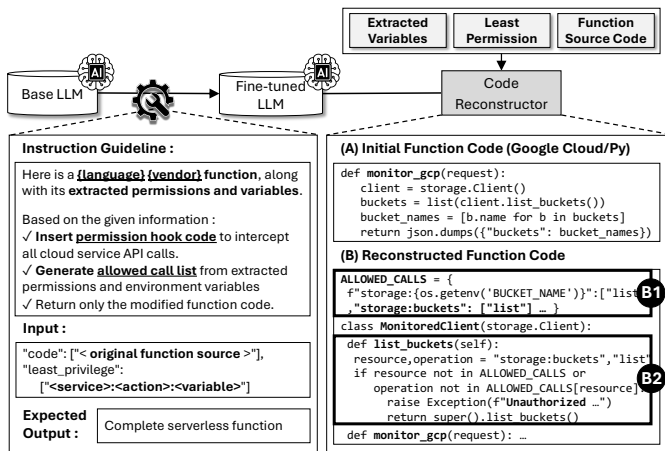 Extracted Variables
Least Permission
Function Source Code
AI
AI
Base LLM
Fine-tuned LLM
Code Reconstructor
Instruction Guideline :
Here is a {language} {vendor} function, along
with its extracted permissions and variables.
Based on the given information :
✓ Insert permission hook code to intercept
all cloud service API calls.
✓ Generate allowed call list from extracted
permissions and environment variables
✓ Return only the modified function code.
Input :
"code": ["< original function source >"],
"least_privilege":
["<service>:<action>:<variable>"]
Expected Output :
Complete serverless function
(A) Initial Function Code (Google Cloud/Py)
def monitor_gcp(request):
client = storage.Client()
buckets = list(client.list_buckets())
bucket_names = [b.name for b in buckets]
return json.dumps({"buckets": bucket_names})
(B) Reconstructed Function Code
ALLOWED_CALLS = {
f"storage:{os.getenv('BUCKET_NAME')}":["list"
,"storage:buckets": ["list"] … }
B1
class MonitoredClient(storage.Client):
def list_buckets(self):
resource,operation = "storage:buckets","list"
if resource not in ALLOWED_CALLS or
operation not in ALLOWED_CALLS[resource]:
raise Exception(f"Unauthorized …")
return super().list_buckets()
B2
def monitor_gcp(request): …